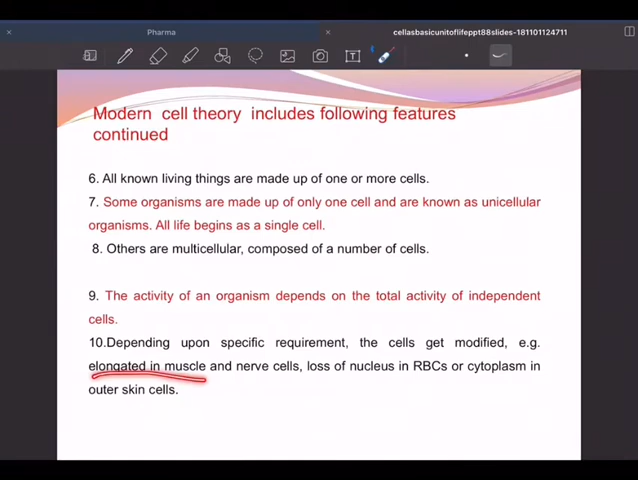 Pharma
cellasbasicunitoflifeppt88slides-181101124711
Modern cell theory includes following features
continued
6. All known living things are made up of one or more cells.
7. Some organisms are made up of only one cell and are known as unicellular
organisms. All life begins as a single cell.
8. Others are multicellular, composed of a number of cells.
9. The activity of an organism depends on the total activity of independent
cells.
10.Depending upon specific requirement, the cells get modified, e.g.
elongated in muscle and nerve cells, loss of nucleus in RBCs or cytoplasm in
outer skin cells.